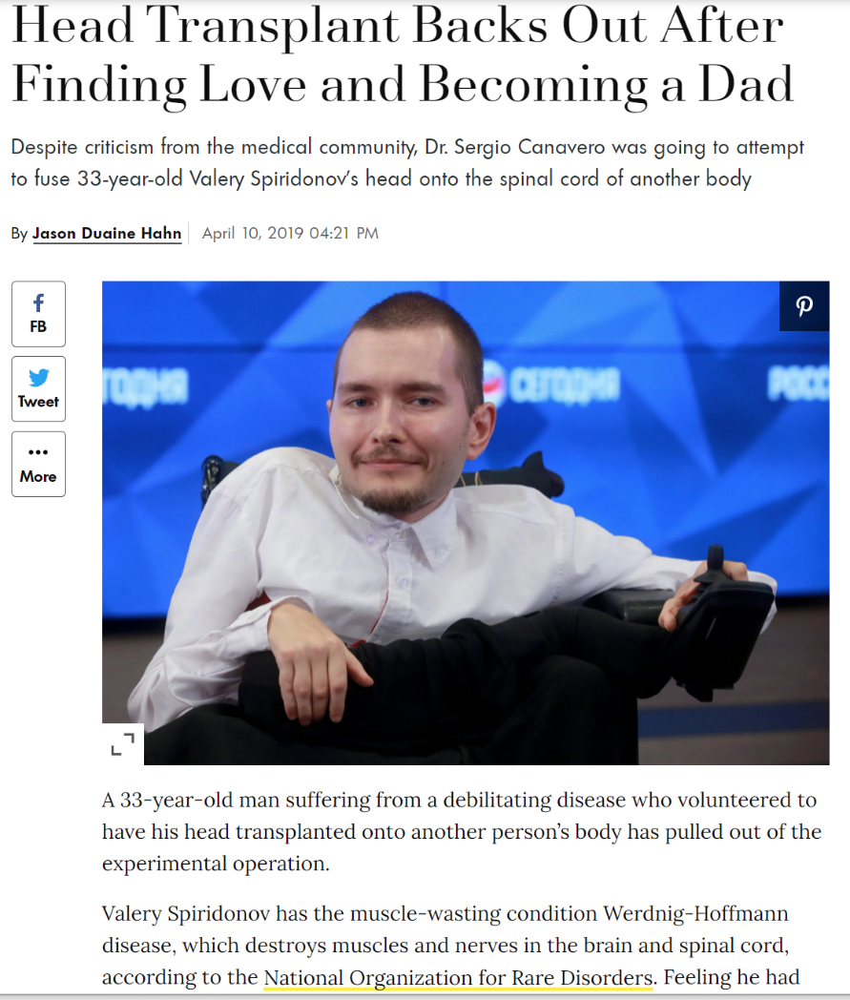 Head Transplant Backs Out After
Finding Love and Becoming a Dad
Despite criticism from the medical community, Dr. Sergio Canavero was going to attempt
to fuse 33-year-old Valery Spiridonov’s head onto the spinal cord of another body
By Jason Duaine Hahn April 10, 2019 04:21 PM
FB
Tweet
More
СЕГОДНЯ
A 33-year-old man suffering from a debilitating disease who volunteered to
have his head transplanted onto another person’s body has pulled out of the
experimental operation.
Valery Spiridonov has the muscle-wasting condition Werdnig-Hoffmann
disease, which destroys muscles and nerves in the brain and spinal cord,
according to the National Organization for Rare Disorders. Feeling he had